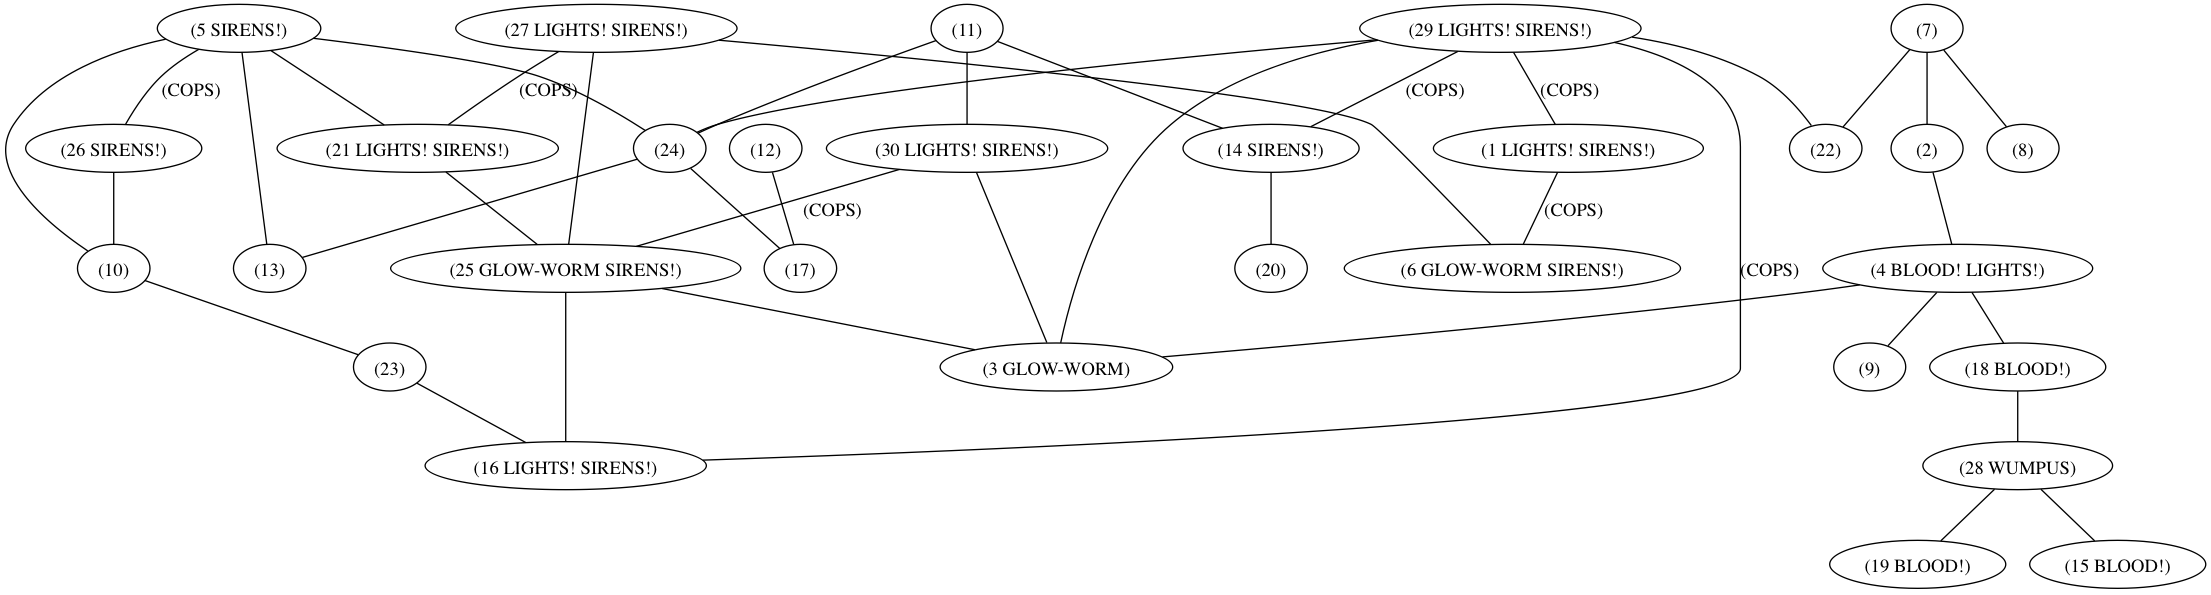 (5 SIRENS!)
(27 LIGHTS! SIRENS!)
(11)
(29 LIGHTS! SIRENS!)
(7)
(COPS)
(COPS)
(COPS)
(COPS)
(26 SIRENS!)
(21 LIGHTS! SIRENS!)
(24)
(12)
(30 LIGHTS! SIRENS!)
(14 SIRENS!)
(1 LIGHTS! SIRENS!)
(22)
(2)
(8)
(COPS)
(COPS)
(10)
(13)
(25 GLOW-WORM SIRENS!)
(17)
(20)
(6 GLOW-WORM SIRENS!)
(COPS)
(4 BLOOD! LIGHTS!)
(23)
(3 GLOW-WORM)
(9)
(18 BLOOD!)
(16 LIGHTS! SIRENS!)
(28 WUMPUS)
(19 BLOOD!)
(15 BLOOD!)